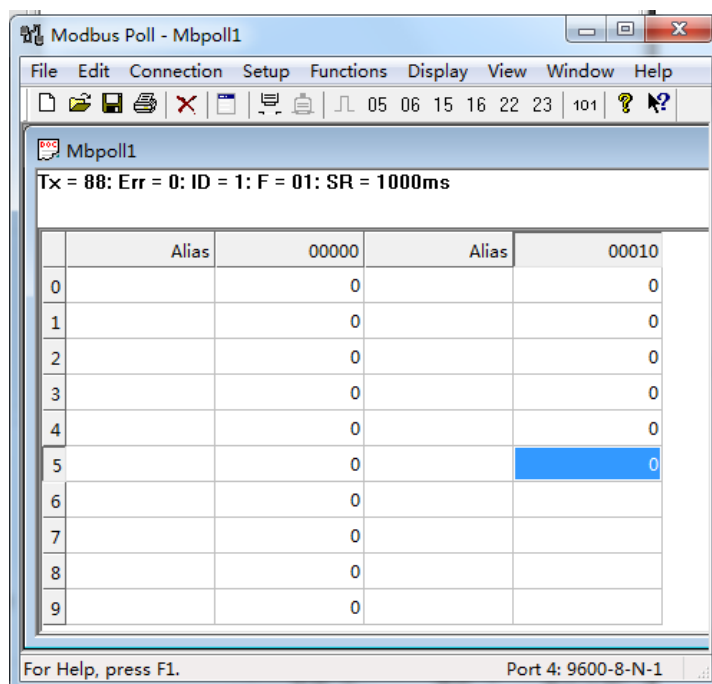 Modbus Poll - Mbpoll1
File Edit Connection Setup Functions Display View Window Help
05 06 15 16 22 23 101
Mbpoll1
Tx = 88: Err = 0: ID = 1: F = 01: SR = 1000ms
Alias 00000 Alias 00010
0 0 0
1 0 0
2 0 0
3 0 0
4 0 0
5 0 0
6 0
7 0
8 0
9 0
For Help, press F1. Port 4: 9600-8-N-1